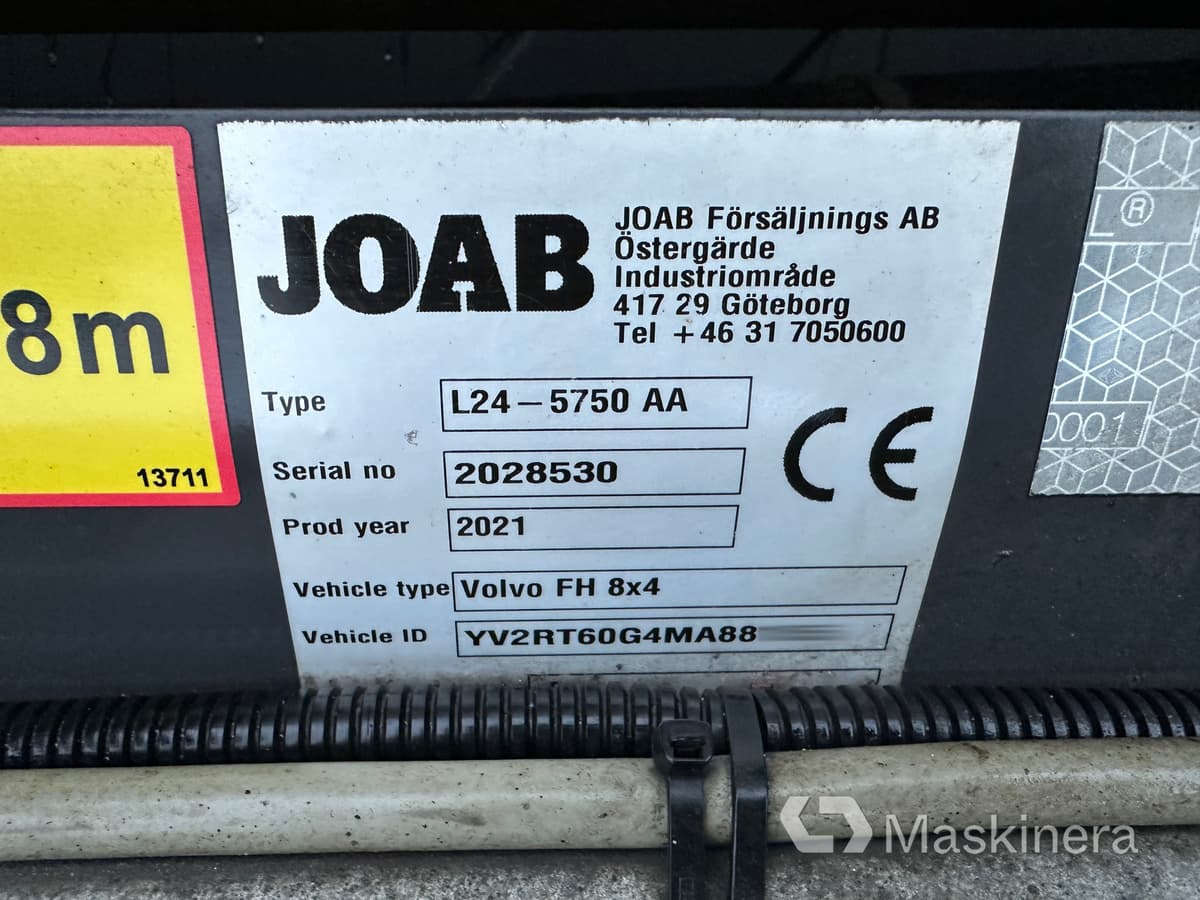 8m
13711
JOAB
JOAB Försäljnings AB
Östergärde
Industriområde
417 29 Göteborg
Tel +46 31 7050600
Type L24-5750 AA
Serial no 2028530
CE
Prod year 2021
Vehicle type Volvo FH 8x4
Vehicle ID YV2RT60G4MA88
L®
0001
Maskinera